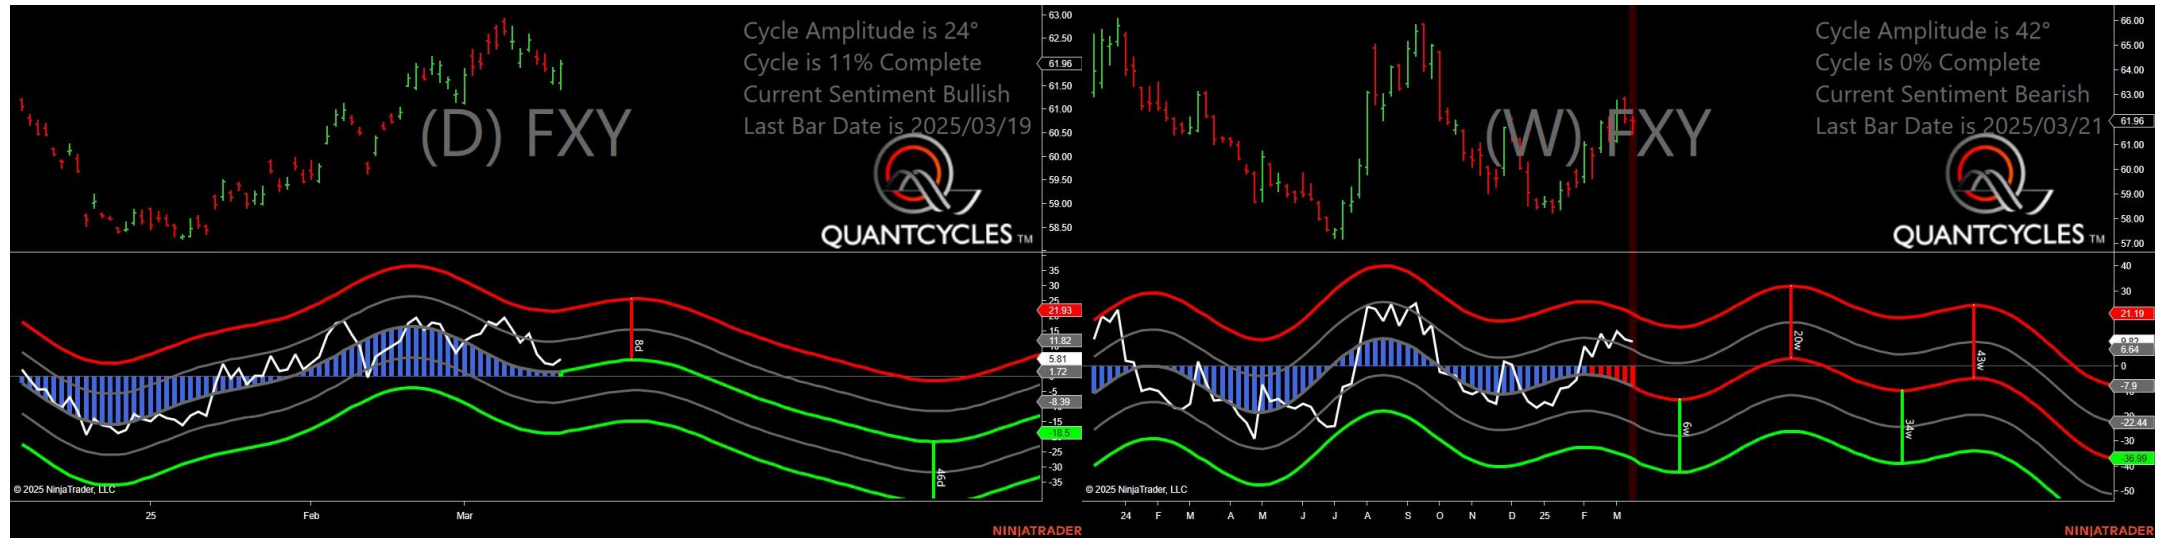 Cycle Amplitude is 24°
Cycle is 11% Complete
Current Sentiment Bullish
Last Bar Date is 2025/03/19
(D) FXY
QUANTCYCLES TM
63.00
62.50
61.96
61.50
61.00
60.50
60.00
59.50
59.00
58.50
35
30
25
21.93
15
11.82
5.81
1.72
-5
-8.39
-15
-18.5
-25
-30
-35
8d
46d
© 2025 NinjaTrader, LLC
25 Feb Mar
NINJATRADER
Cycle Amplitude is 42°
Cycle is 0% Complete
Current Sentiment Bearish
Last Bar Date is 2025/03/21
(W) FXY
QUANTCYCLES TM
66.00
65.00
64.00
63.00
61.96
61.00
60.00
59.00
58.00
57.00
40
30
21.19
9.82
6.64
0
-7.9
-22.44
-30
-36.99
-40
-50
6w
20w
34w
43w
© 2025 NinjaTrader, LLC
24 F M A M J J A S O N D 25 F M
NINJATRADER